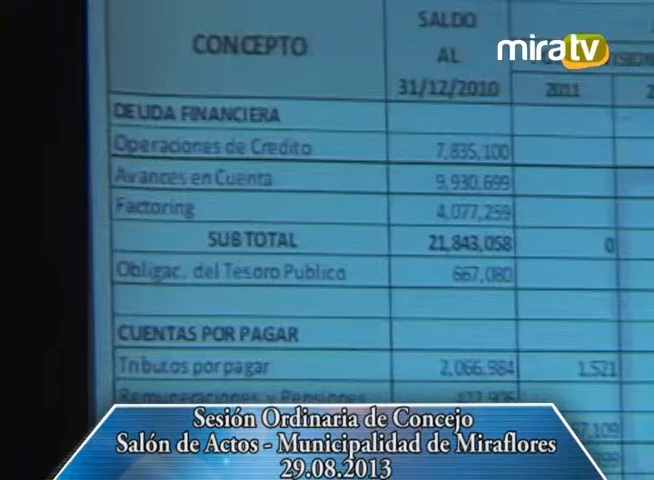 SALDO
CONCEPTO AL
31/12/2010 2011
miratv
DEUDA FINANCIERA
Operaciones de Credito 7,835,100
Avances en Cuenta 9,930,699
Factoring 4,077,259
SUB TOTAL 21,843,058 0
Obligac. del Tesoro Publico 667,080
CUENTAS POR PAGAR
Tributos por pagar 2,066,984 1,521
Remuneraciones y Pensiones
Sesión Ordinaria de Concejo
Salón de Actos - Municipalidad de Miraflores
29.08.2013